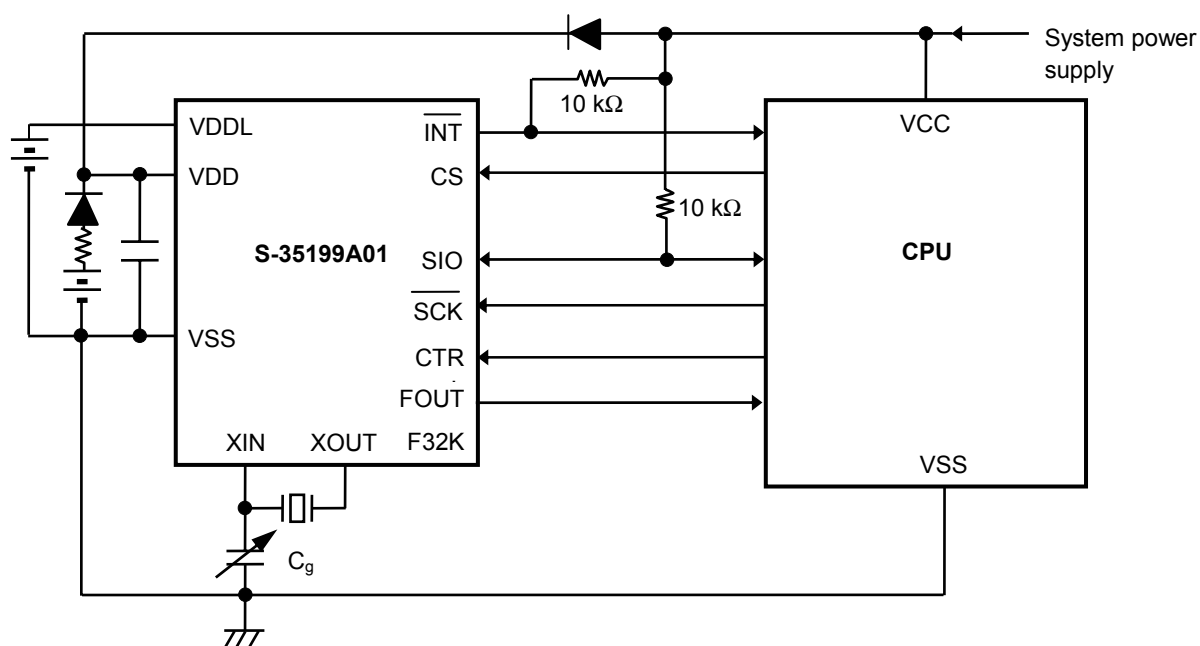 System power
supply
10 kΩ
VDDL
INT
VCC
VDD
CS
10 kΩ
S-35199A01
SIO
CPU
SCK
VSS
CTR
FOUT
XIN
XOUT
F32K
VSS
Cg